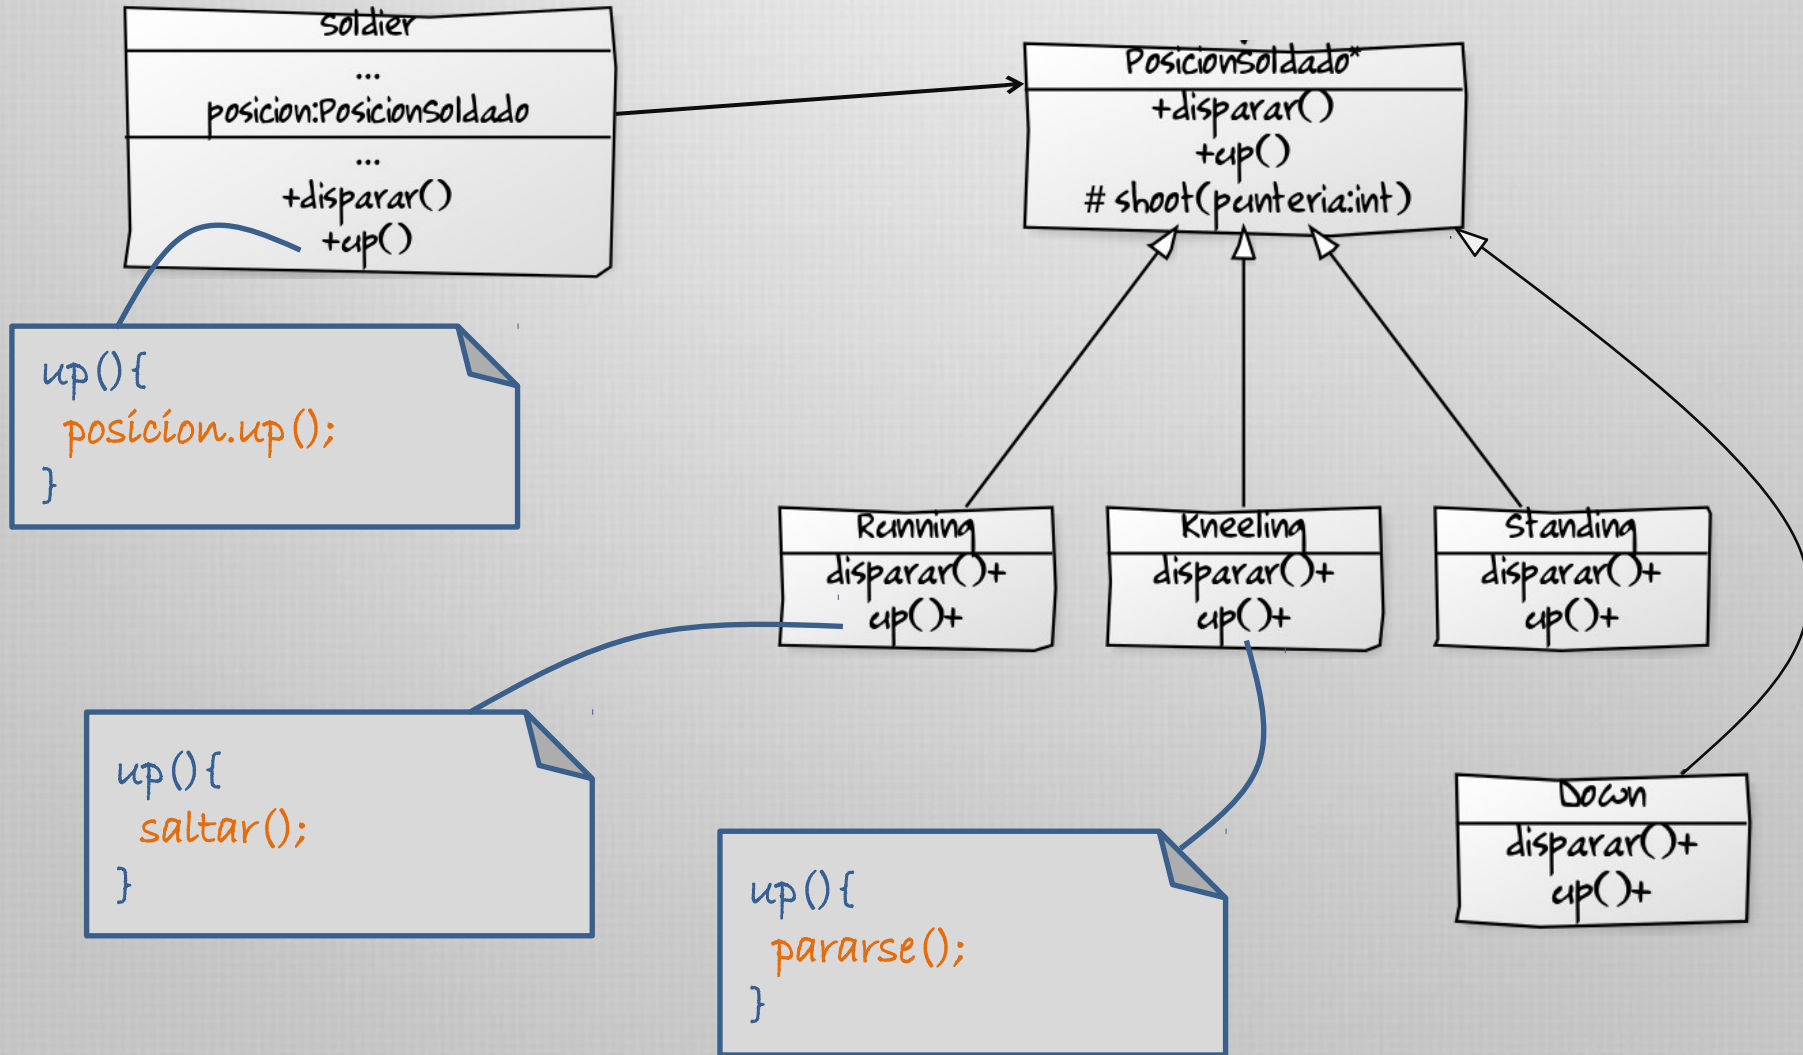 Soldier
...
posicion:PosicionSoldado
...
+disparar()
+up()
PosicionSoldado*
+disparar()
+up()
# shoot(punteria:int)
up(){
posicion.up();
}
Running
disparar()+
up()+
Kneeling
disparar()+
up()+
Standing
disparar()+
up()+
up(){
saltar();
}
up(){
pararse();
}
Down
disparar()+
up()+